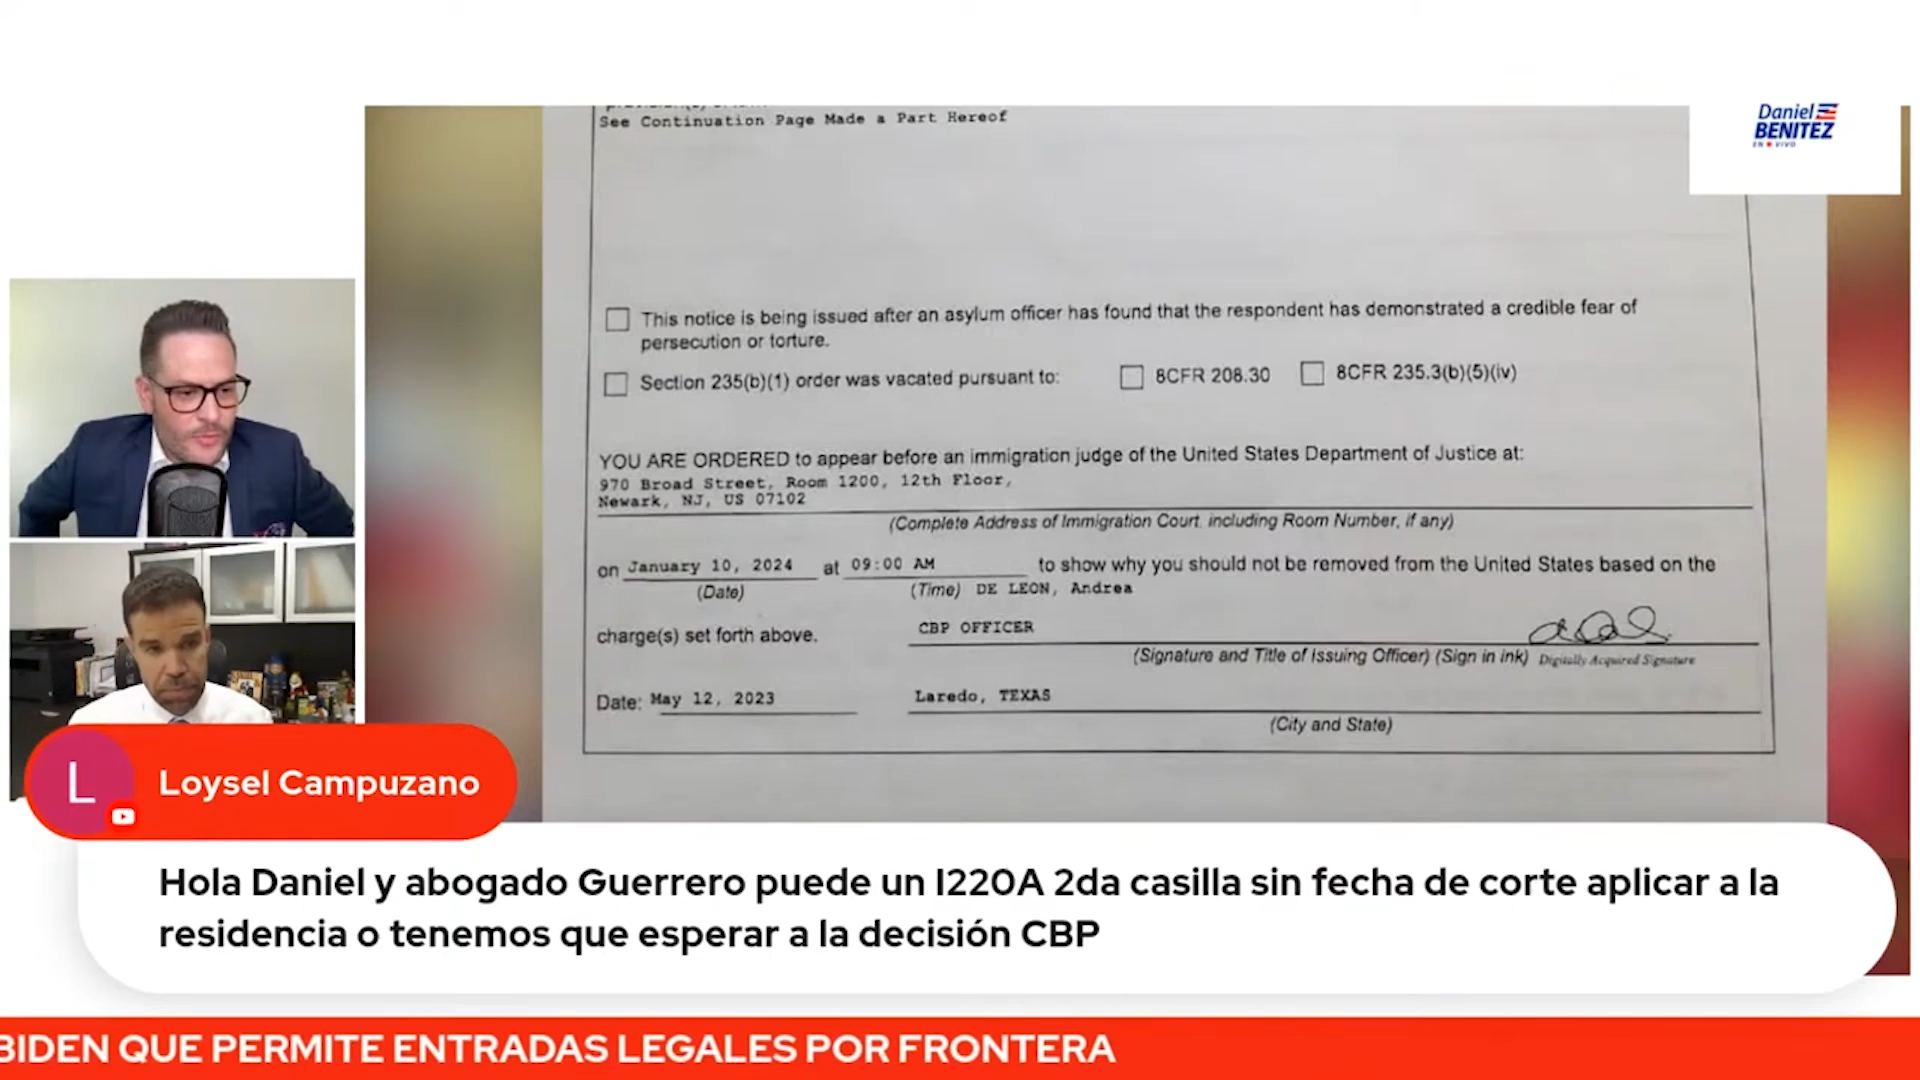 Daniel
BENITEZ
EN VIVO
See Continuation Page Made a Part Hereof
This notice is being issued after an asylum officer has found that the respondent has demonstrated a credible fear of
persecution or torture.
Section 235(b)(1) order was vacated pursuant to: 8CFR 208.30 8CFR 235.3(b)(5)(iv)
YOU ARE ORDERED to appear before an immigration judge of the United States Department of Justice at:
970 Broad Street, Room 1200, 12th Floor,
Newark, NJ, US 07102
(Complete Address of Immigration Court, including Room Number, if any)
on January 10, 2024 at 09:00 AM to show why you should not be removed from the United States based on the
(Date) (Time) DE LEON, Andrea
charge(s) set forth above. CBP OFFICER
(Signature and Title of Issuing Officer) (Sign in ink) Digitally Acquired Signature
Date: May 12, 2023 Laredo, TEXAS
(City and State)
L
Loysel Campuzano
Hola Daniel y abogado Guerrero puede un I220A 2da casilla sin fecha de corte aplicar a la
residencia o tenemos que esperar a la decisión CBP
BIDEN QUE PERMITE ENTRADAS LEGALES POR FRONTERA